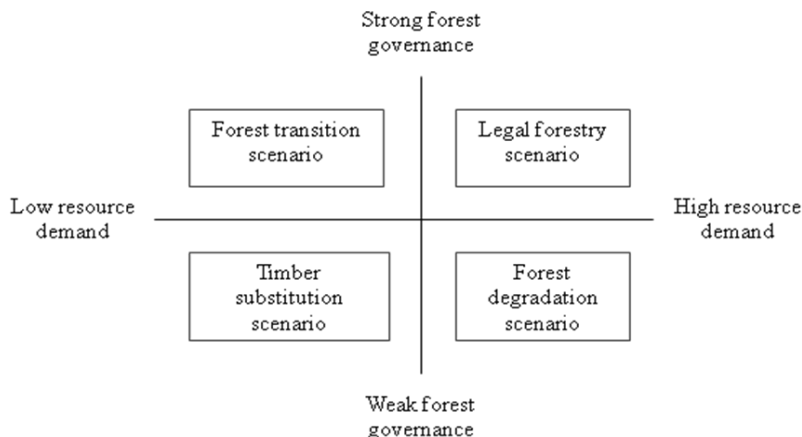 Strong forest
governance
Forest transition
scenario
Legal forestry
scenario
Low resource
demand
High resource
demand
Timber
substitution
scenario
Forest
degradation
scenario
Weak forest
governance